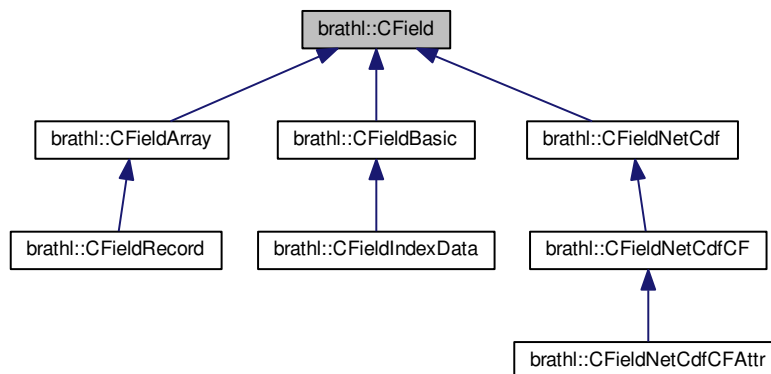 brathl::CField
brathl::CFieldArray
brathl::CFieldBasic
brathl::CFieldNetCdf
brathl::CFieldRecord
brathl::CFieldIndexData
brathl::CFieldNetCdfCF
brathl::CFieldNetCdfCFAttr